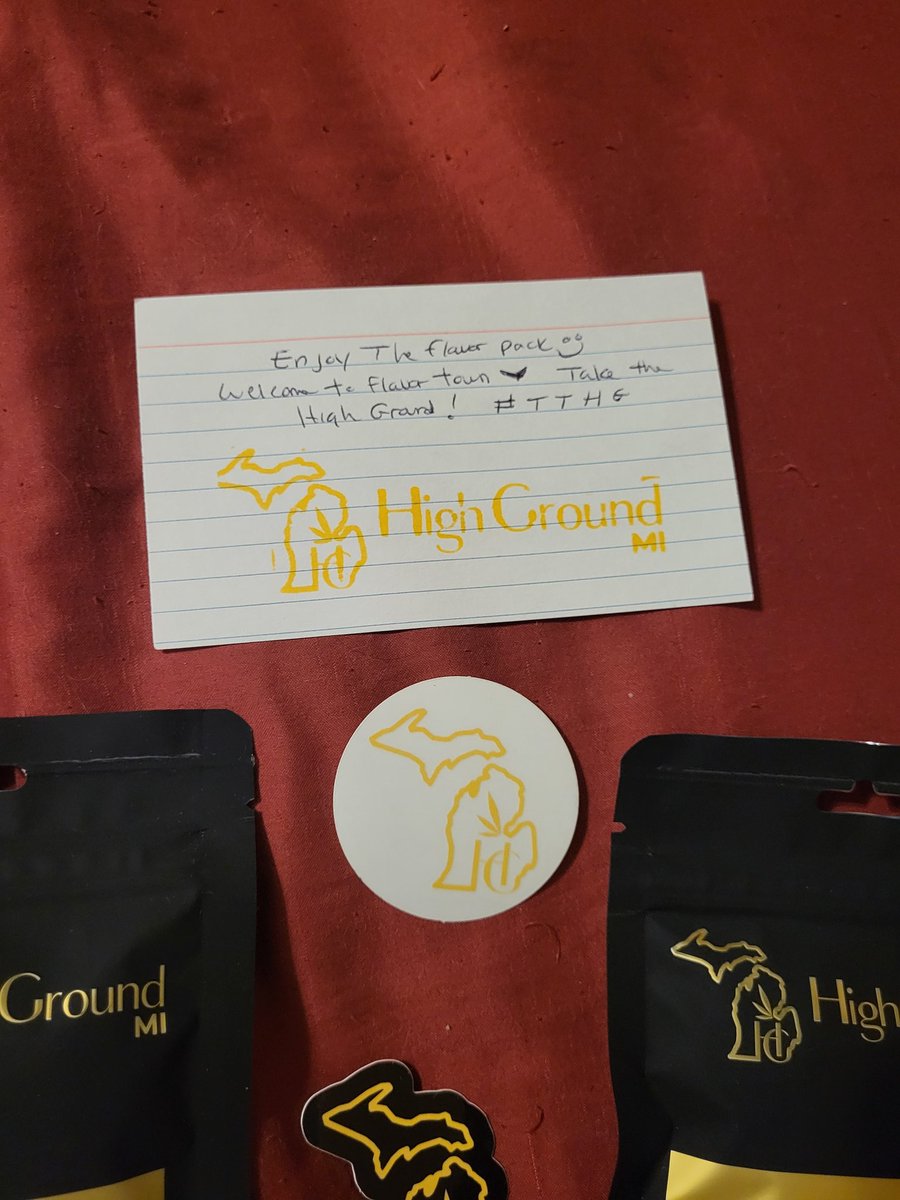 Enjoy The flavor pack
Welcome to flavor town Take the
High Ground! #TTHG
High Ground
MI
Ground
MI
High